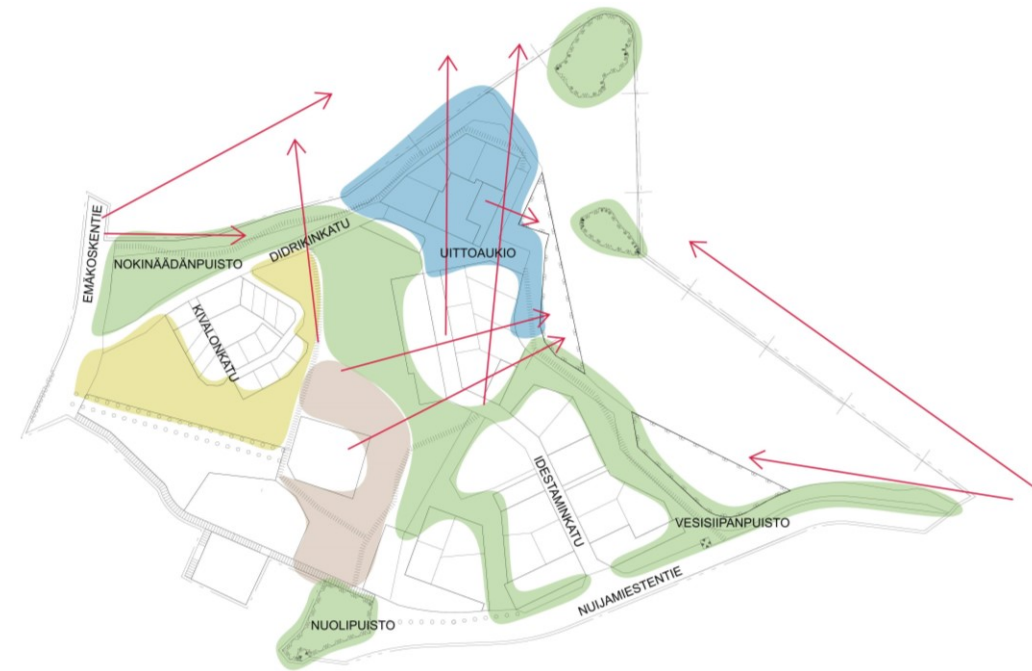 EMÄKOSKENTIE
NOKINÄÄDÄNPUISTO
DIDRIKINKATU
UITTOAUKIO
KIVALONKATU
IDESTAMINKATU
VESISIIPANPUISTO
NUIJAMIESTENTIE
NUOLIPUISTO